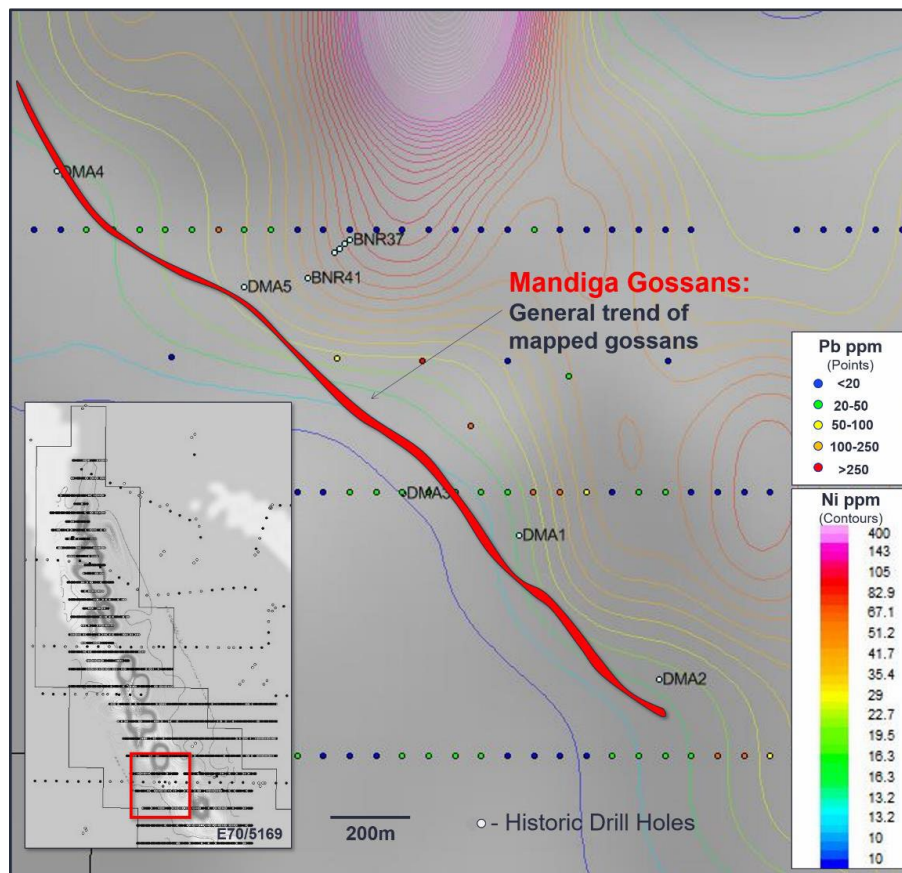 DMA4
BNR37
BNR41
DMA5
Mandiga Gossans:
General trend of
mapped gossans
Pb ppm
(Points)
<20
20-50
50-100
100-250
>250
DMA3
DMA1
Ni ppm
(Contours)
400
143
105
82.9
67.1
51.2
41.7
35.4
29
22.7
19.5
16.3
16.3
13.2
13.2
10
10
DMA2
E70/5169
200m
- Historic Drill Holes